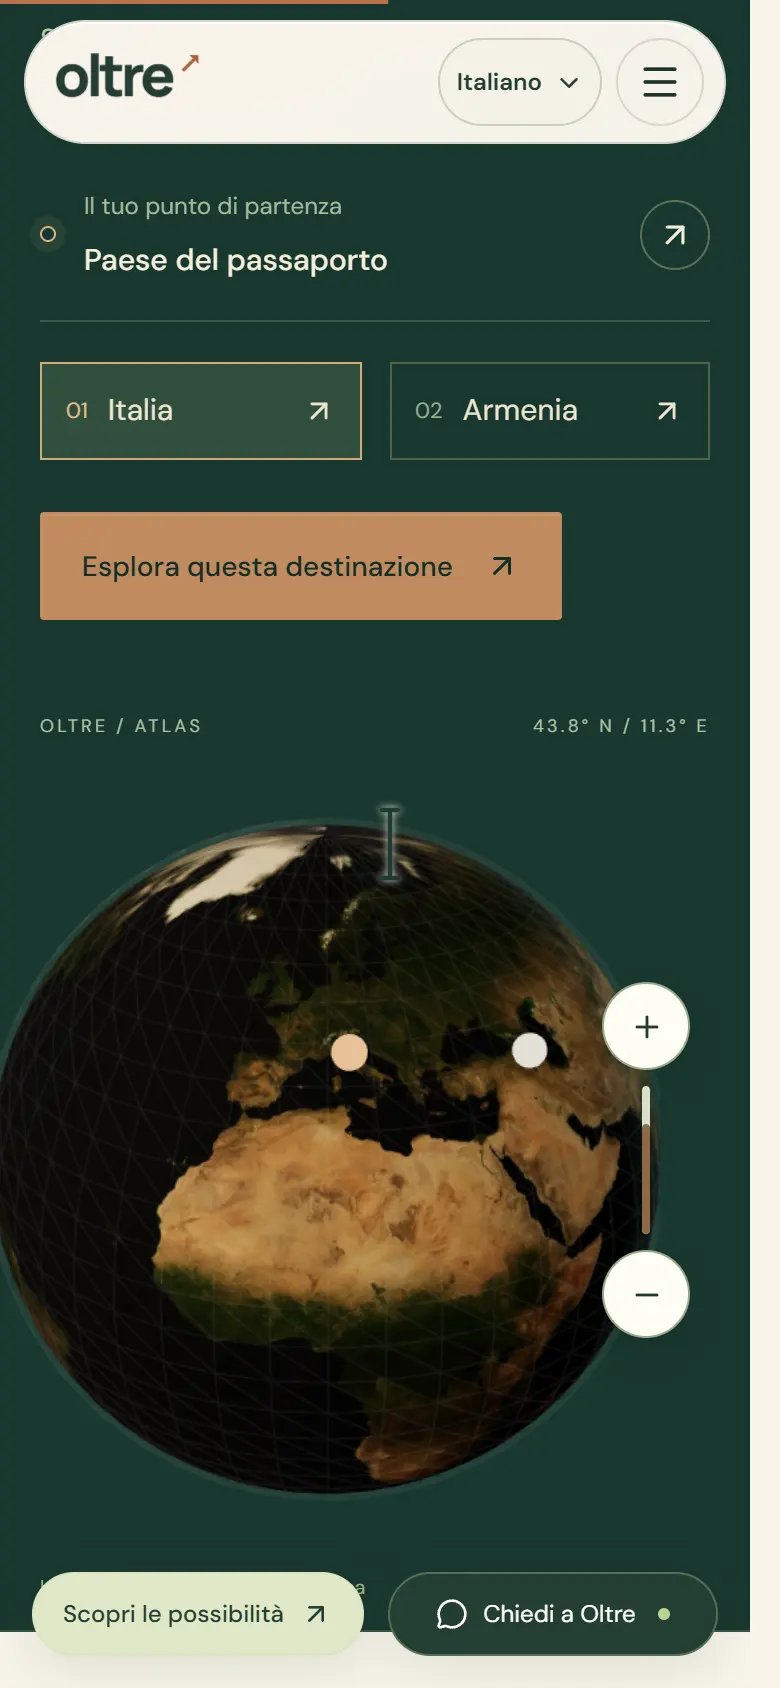 oltre
Italiano
Il tuo punto di partenza
Paese del passaporto
01 Italia
02 Armenia
Esplora questa destinazione
OLTRE / ATLAS
43.8° N / 11.3° E
Scopri le possibilità
Chiedi a Oltre